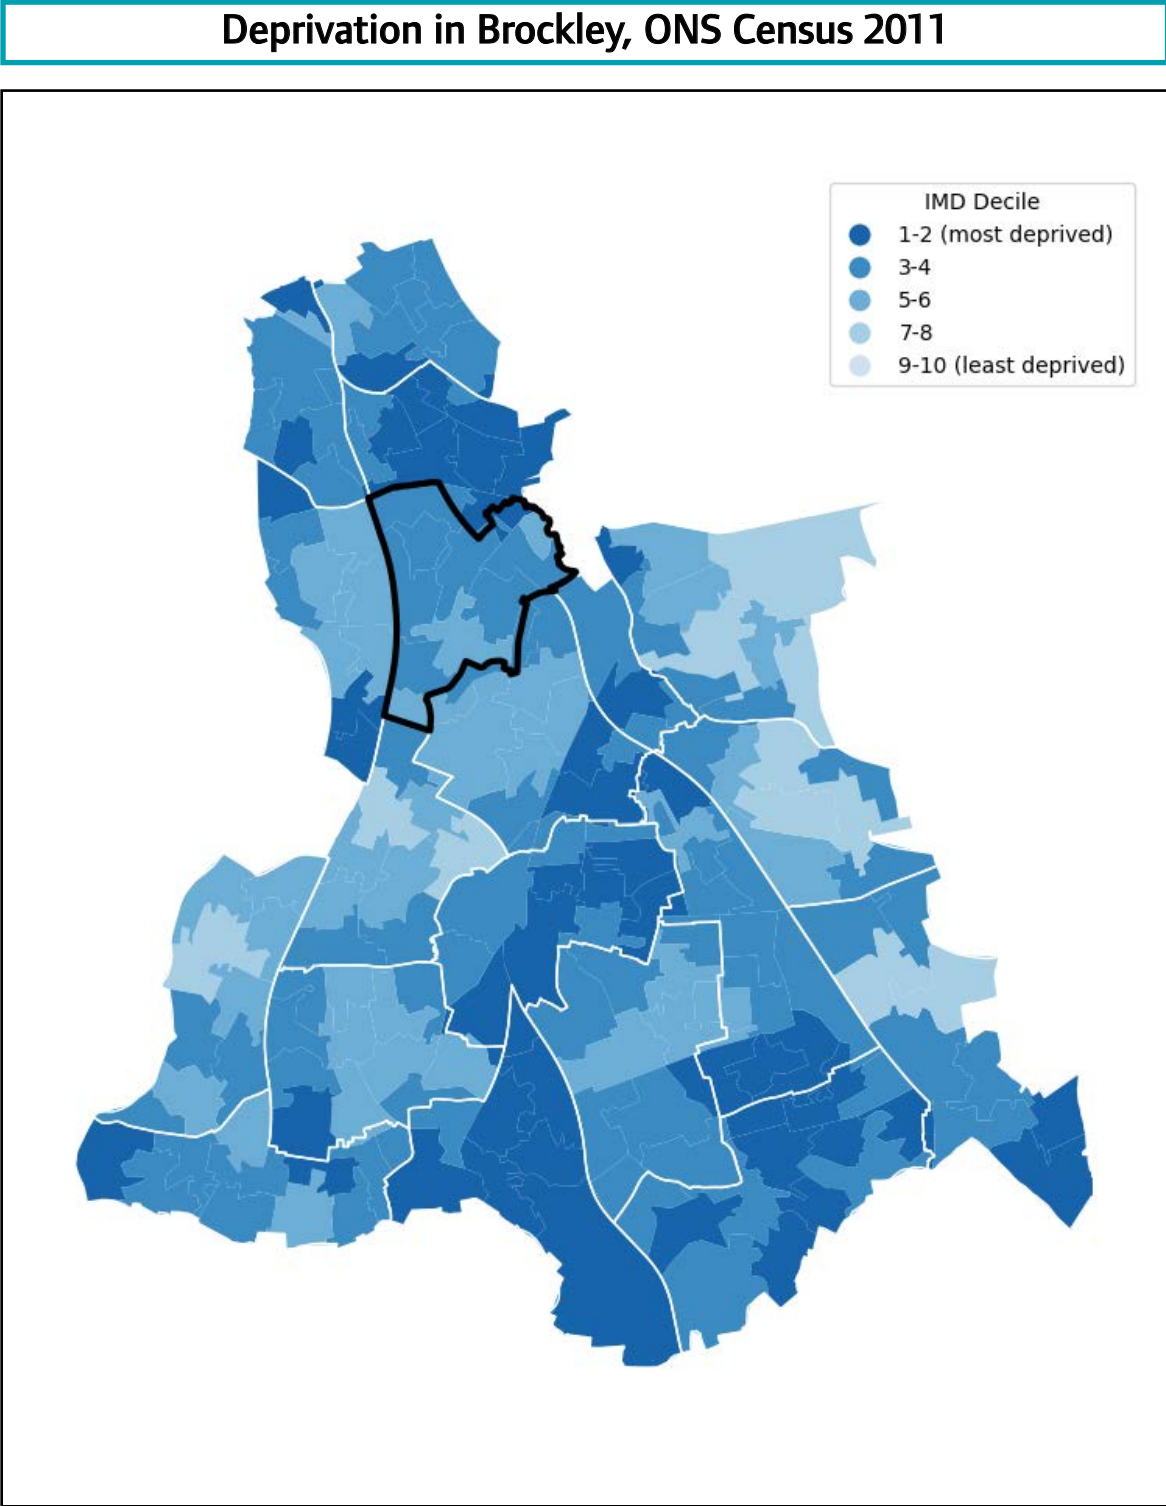 Deprivation in Brockley, ONS Census 2011
IMD Decile
1-2 (most deprived)
3-4
5-6
7-8
9-10 (least deprived)